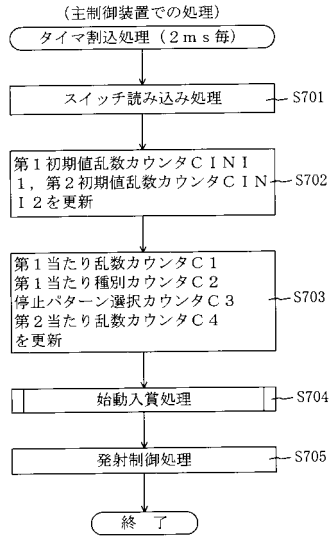 (主制御装置での処理)
タイマ割込処理(2ms毎)
スイッチ読み込み処理
S701
第1初期値乱数カウンタCINI
1,第2初期値乱数カウンタCIN
I2を更新
S702
第1当たり乱数カウンタC1
第1当たり種別カウンタC2
停止パターン選択カウンタC3
第2当たり乱数カウンタC4
を更新
S703
始動入賞処理
S704
発射制御処理
S705
終 了